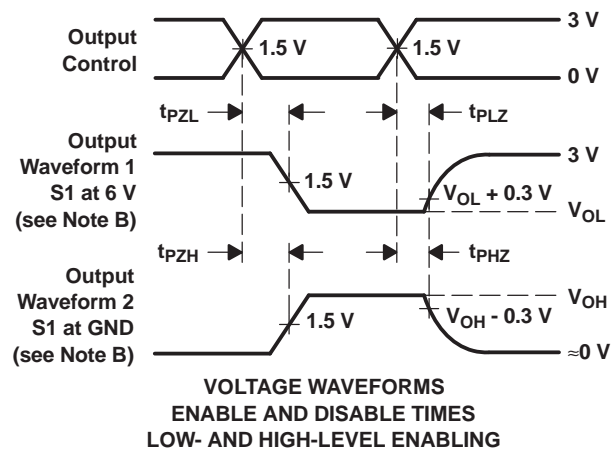 Output
Control
1.5 V
1.5 V
3 V
0 V
tPZL
tPLZ
Output
Waveform 1
S1 at 6 V
(see Note B)
1.5 V
3 V
VOL + 0.3 V
VOL
tPZH
tPHZ
Output
Waveform 2
S1 at GND
(see Note B)
1.5 V
VOH
VOH - 0.3 V
≈0 V
VOLTAGE WAVEFORMS
ENABLE AND DISABLE TIMES
LOW- AND HIGH-LEVEL ENABLING